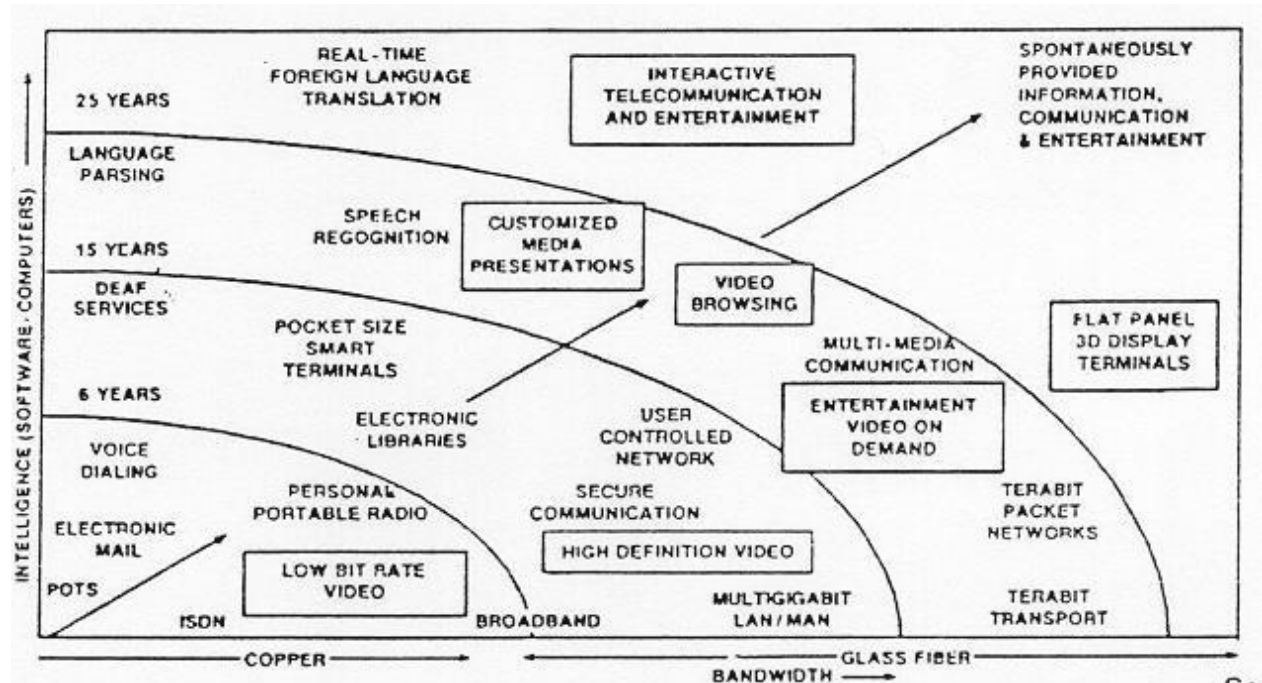 REAL-TIME
FOREIGN LANGUAGE
TRANSLATION
INTERACTIVE
TELECOMMUNICATION
AND ENTERTAINMENT
SPONTANEOUSLY
PROVIDED
INFORMATION,
COMMUNICATION
& ENTERTAINMENT
25 YEARS
LANGUAGE
PARSING
SPEECH
REGOGNITION
CUSTOMIZED
MEDIA
PRESENTATIONS
15 YEARS
VIDEO
BROWSING
DEAF
SERVICES
POCKET SIZE
SMART
TERMINALS
FLAT PANEL
3D DISPLAY
TERMINALS
MULTI-MEDIA
COMMUNICATION
6 YEARS
ELECTRONIC
LIBRARIES
USER
CONTROLLED
NETWORK
ENTERTAINMENT
VIDEO ON
DEMAND
VOICE
DIALING
PERSONAL
PORTABLE RADIO
SECURE
COMMUNICATION
TERABIT
PACKET
NETWORKS
ELECTRONIC
MAIL
HIGH DEFINITION VIDEO
POTS
LOW BIT RATE
VIDEO
ISDN
BROADBAND
MULTIGIGABIT
LAN/MAN
TERABIT
TRANSPORT
COPPER
GLASS FIBER
BANDWIDTH
INTELLIGENCE (SOFTWARE-COMPUTERS)